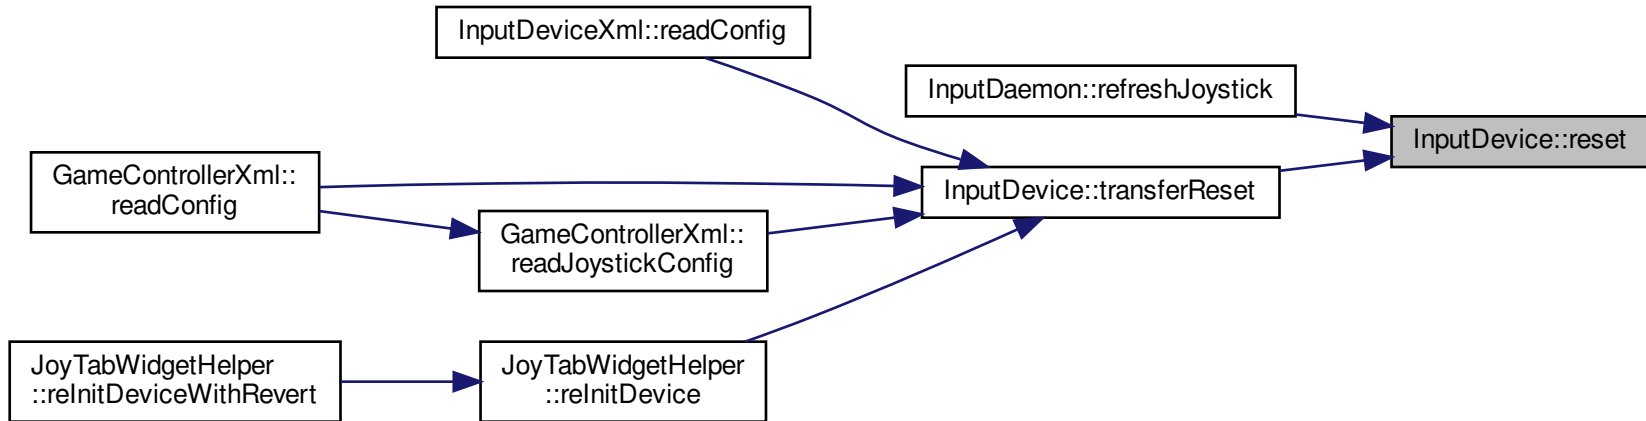 InputDeviceXml::readConfig
InputDaemon::refreshJoystick
InputDevice::reset
GameControllerXml::
readConfig
InputDevice::transferReset
GameControllerXml::
readJoystickConfig
JoyTabWidgetHelper
::reInitDeviceWithRevert
JoyTabWidgetHelper
::reInitDevice